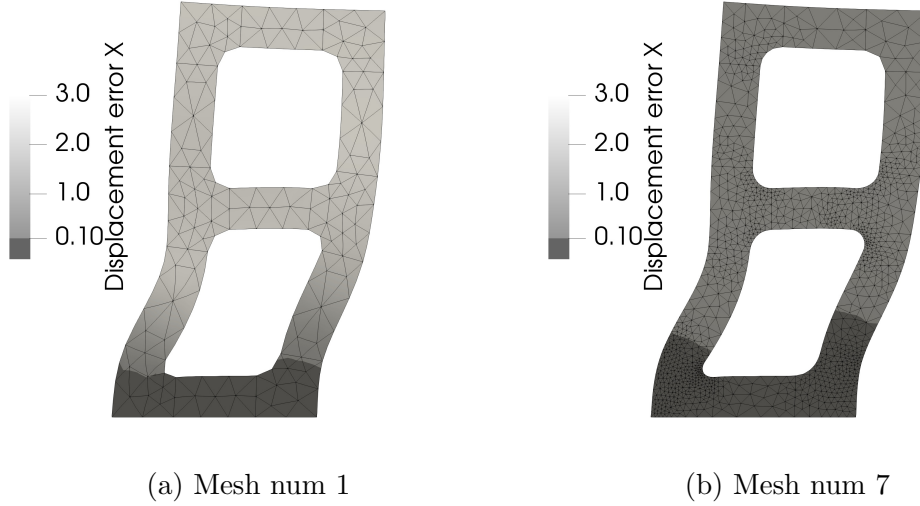 3.0
2.0
1.0
0.10
Displacement error X
3.0
2.0
1.0
0.10
Displacement error X
(a) Mesh num 1
(b) Mesh num 7